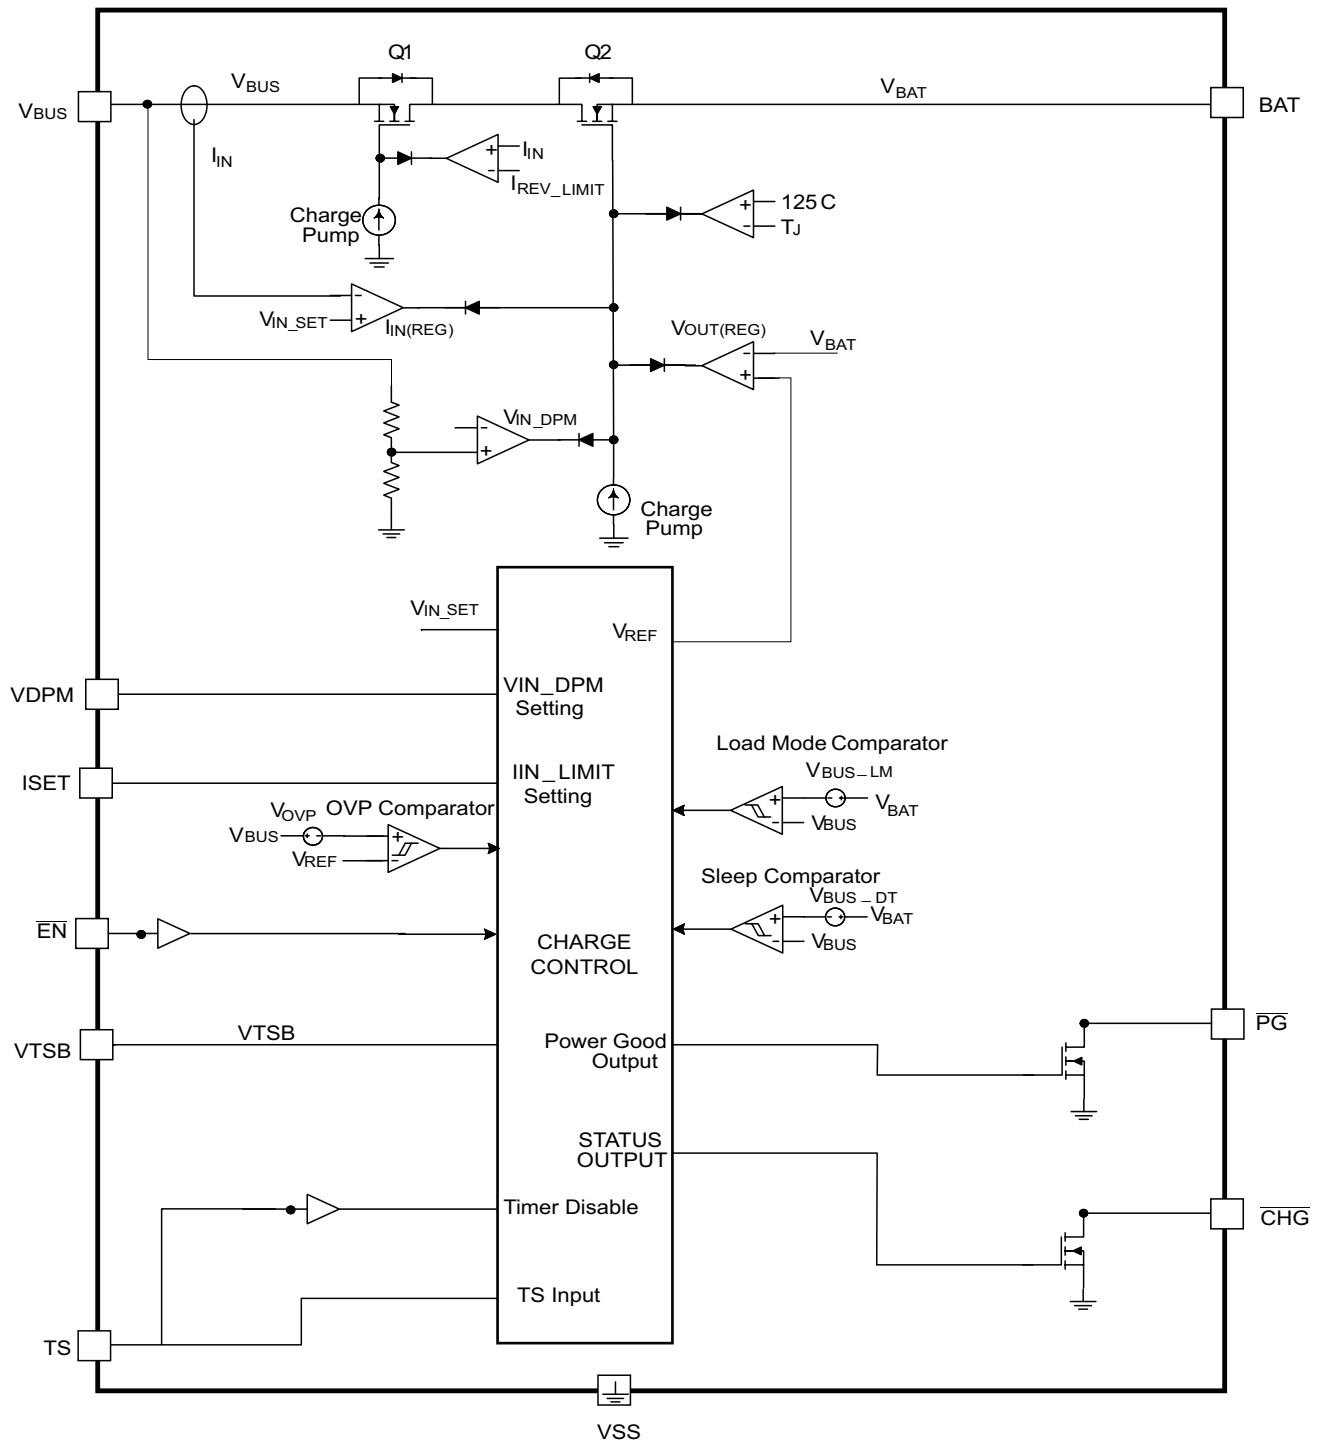 Q1
Q2
VBUS
VBAT
VBUS
BAT
IIN
IIN
IREV_LIMIT
+
-
125 C
TJ
+
-
Charge
Pump
-
VIN_SET
+
IIN(REG)
VOUT(REG)
VBAT
-
+
VIN_DPM
-
+
Charge
Pump
VIN_SET
VREF
VDPM
VIN_DPM
Setting
Load Mode Comparator
ISET
IIN_LIMIT
Setting
VBUS_LM
+
VBAT
-
VBUS
VOVP
OVP Comparator
VBUS
+
VREF
-
Sleep Comparator
VBUS_DT
+
VBAT
-
VBUS
EN
CHARGE
CONTROL
PG
VTSB
VTSB
Power Good
Output
STATUS
OUTPUT
Timer Disable
CHG
TS Input
TS
VSS